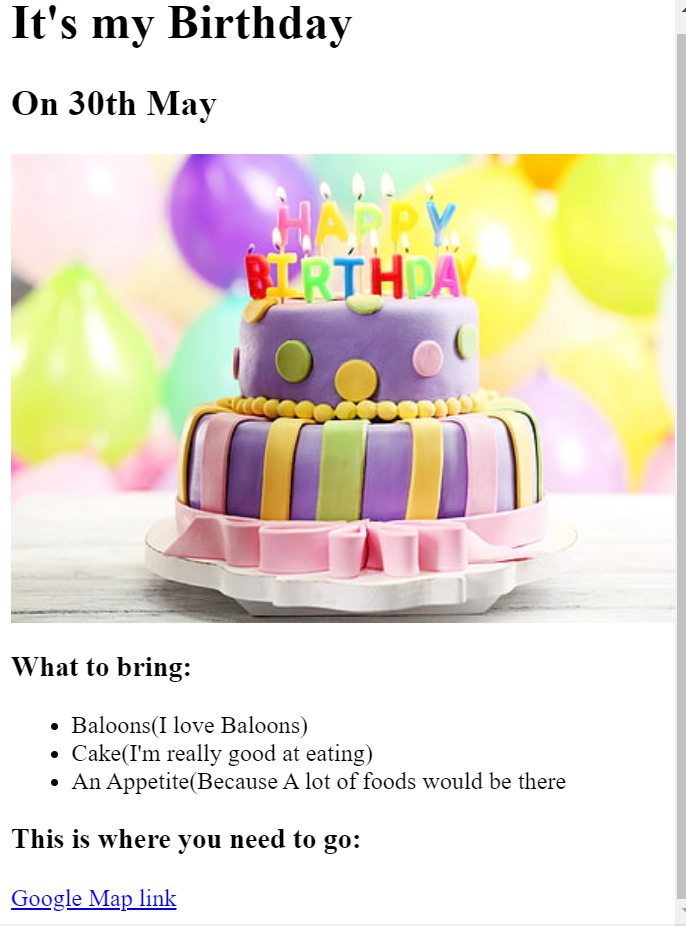 It's my Birthday
On 30th May
HAPPY
BIRTHDAY
What to bring:
Baloons(I love Baloons)
Cake(I'm really good at eating)
An Appetite(Because A lot of foods would be there
This is where you need to go:
Google Map link